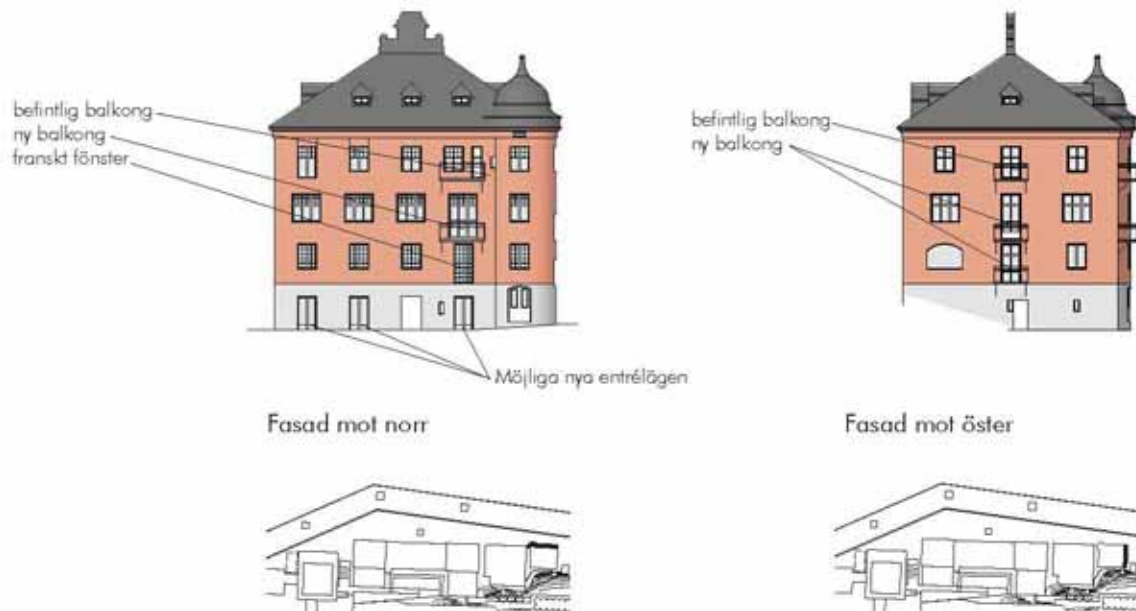 befintlig balkong
ny balkong
franskt fönster
Möjliga nya entrélägen
Fasad mot norr
befintlig balkong
ny balkong
Fasad mot öster